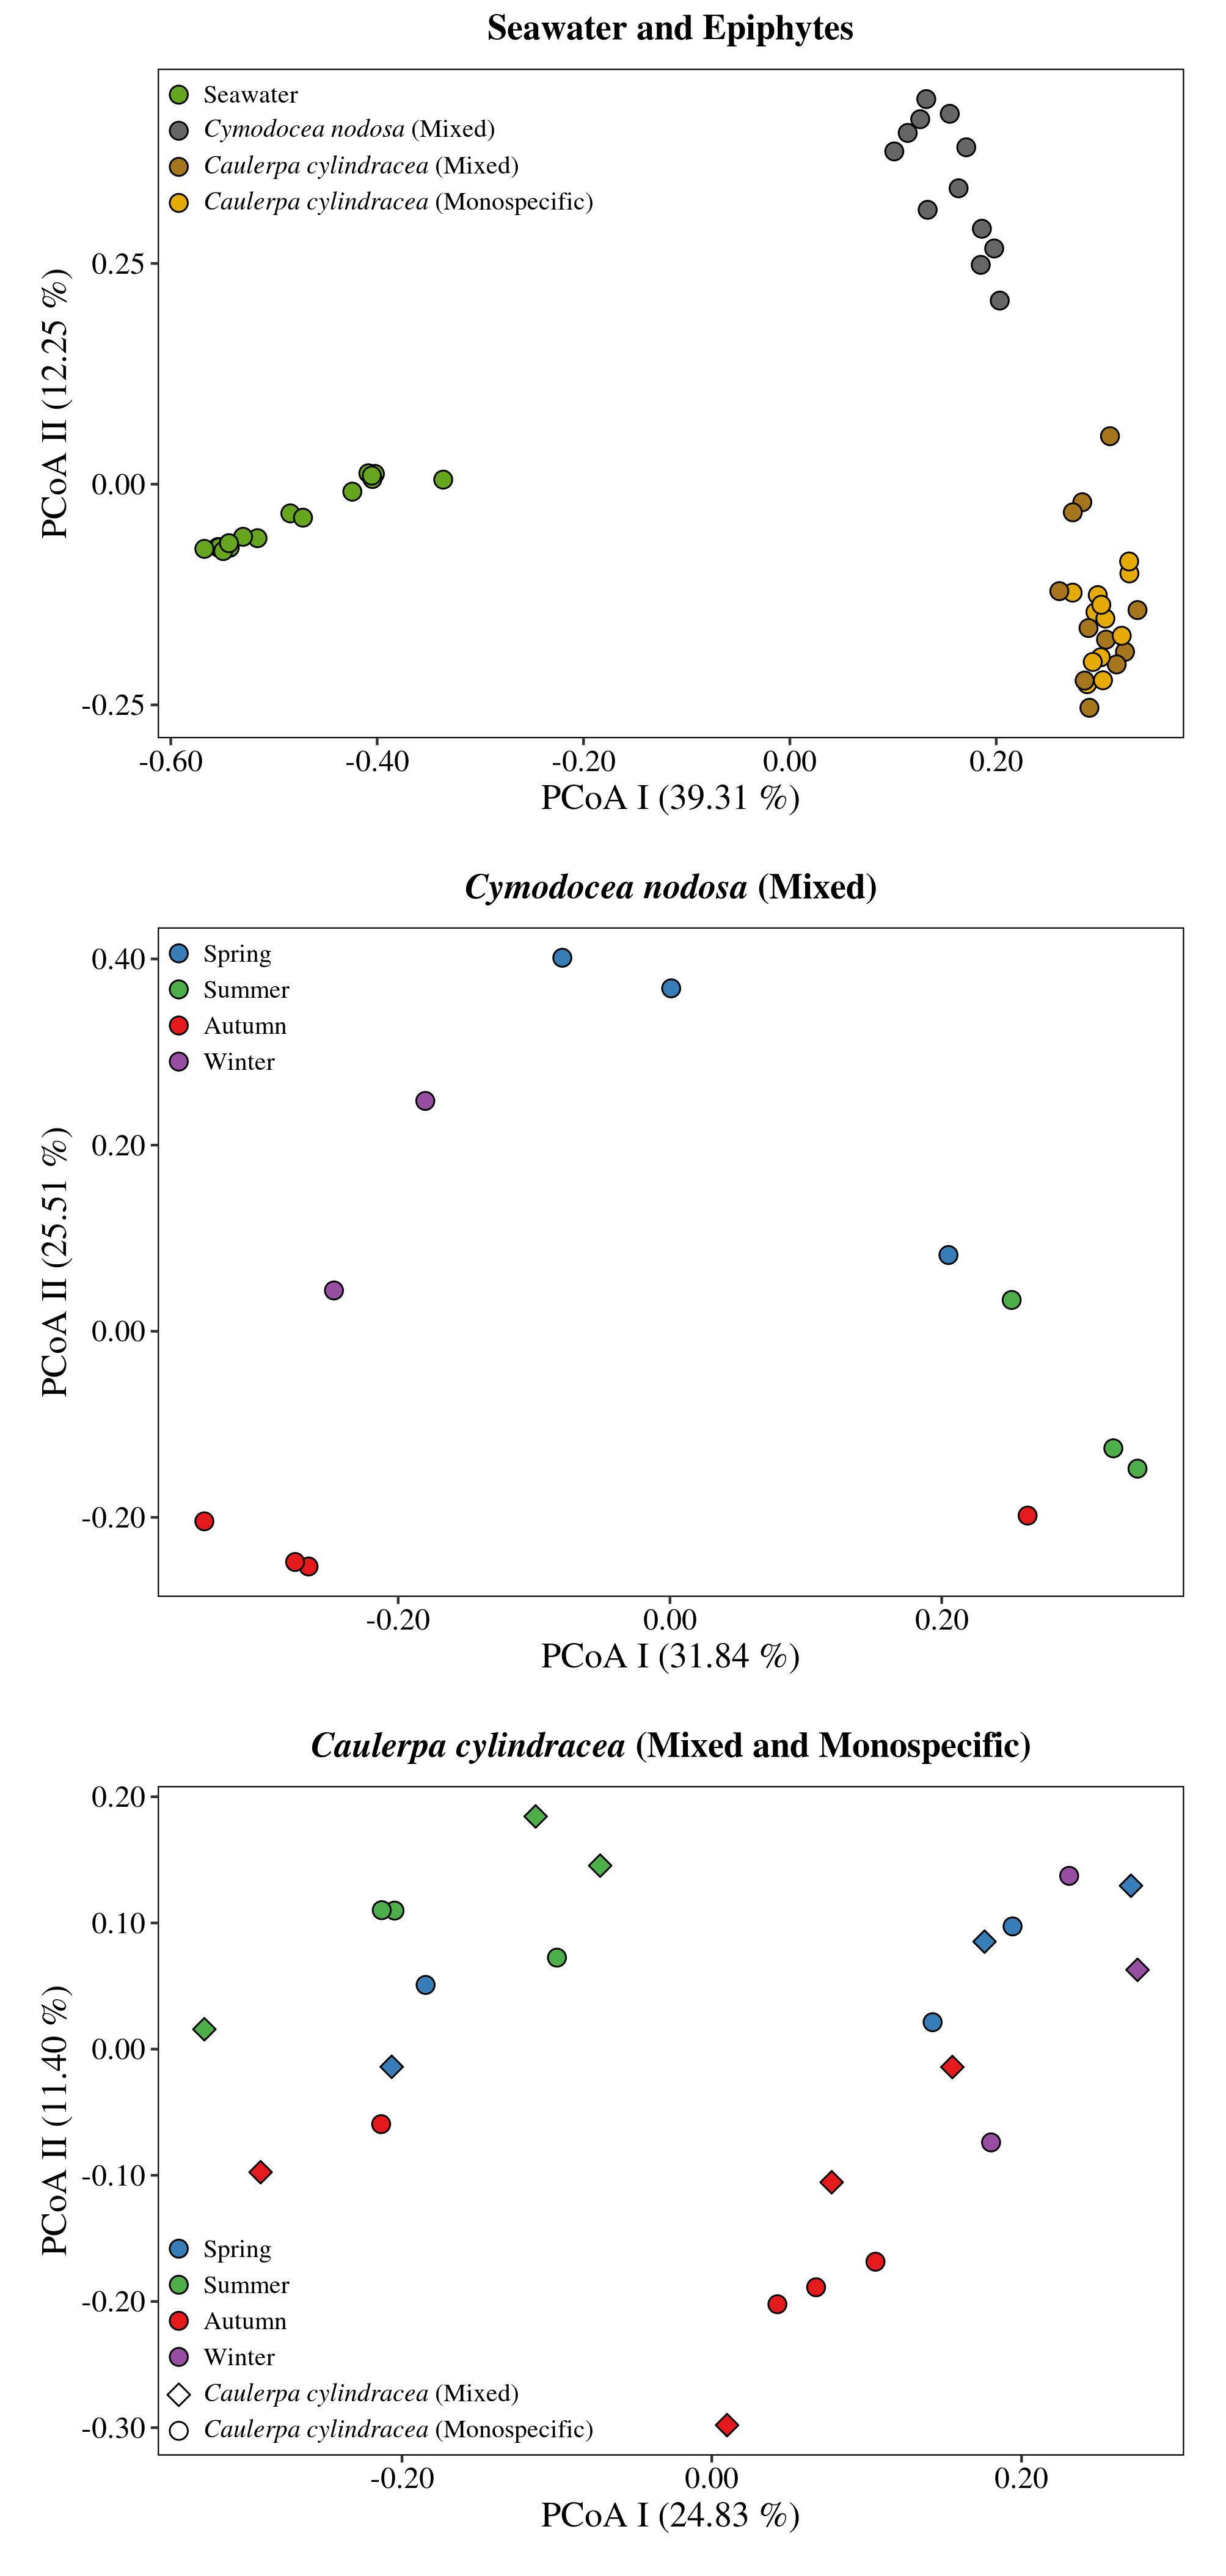 Seawater and Epiphytes
Seawater
Cymodocea nodosa (Mixed)
Caulerpa cylindracea (Mixed)
Caulerpa cylindracea (Monospecific)
0.25
0.00
-0.25
PCoA II (12.25 %)
-0.60 -0.40 -0.20 0.00 0.20
PCoA I (39.31 %)
Cymodocea nodosa (Mixed)
Spring
Summer
Autumn
Winter
0.40
0.20
0.00
-0.20
PCoA II (25.51 %)
-0.20 0.00 0.20
PCoA I (31.84 %)
Caulerpa cylindracea (Mixed and Monospecific)
0.20
0.10
0.00
-0.10
-0.20
-0.30
PCoA II (11.40 %)
Spring
Summer
Autumn
Winter
Caulerpa cylindracea (Mixed)
Caulerpa cylindracea (Monospecific)
-0.20 0.00 0.20
PCoA I (24.83 %)